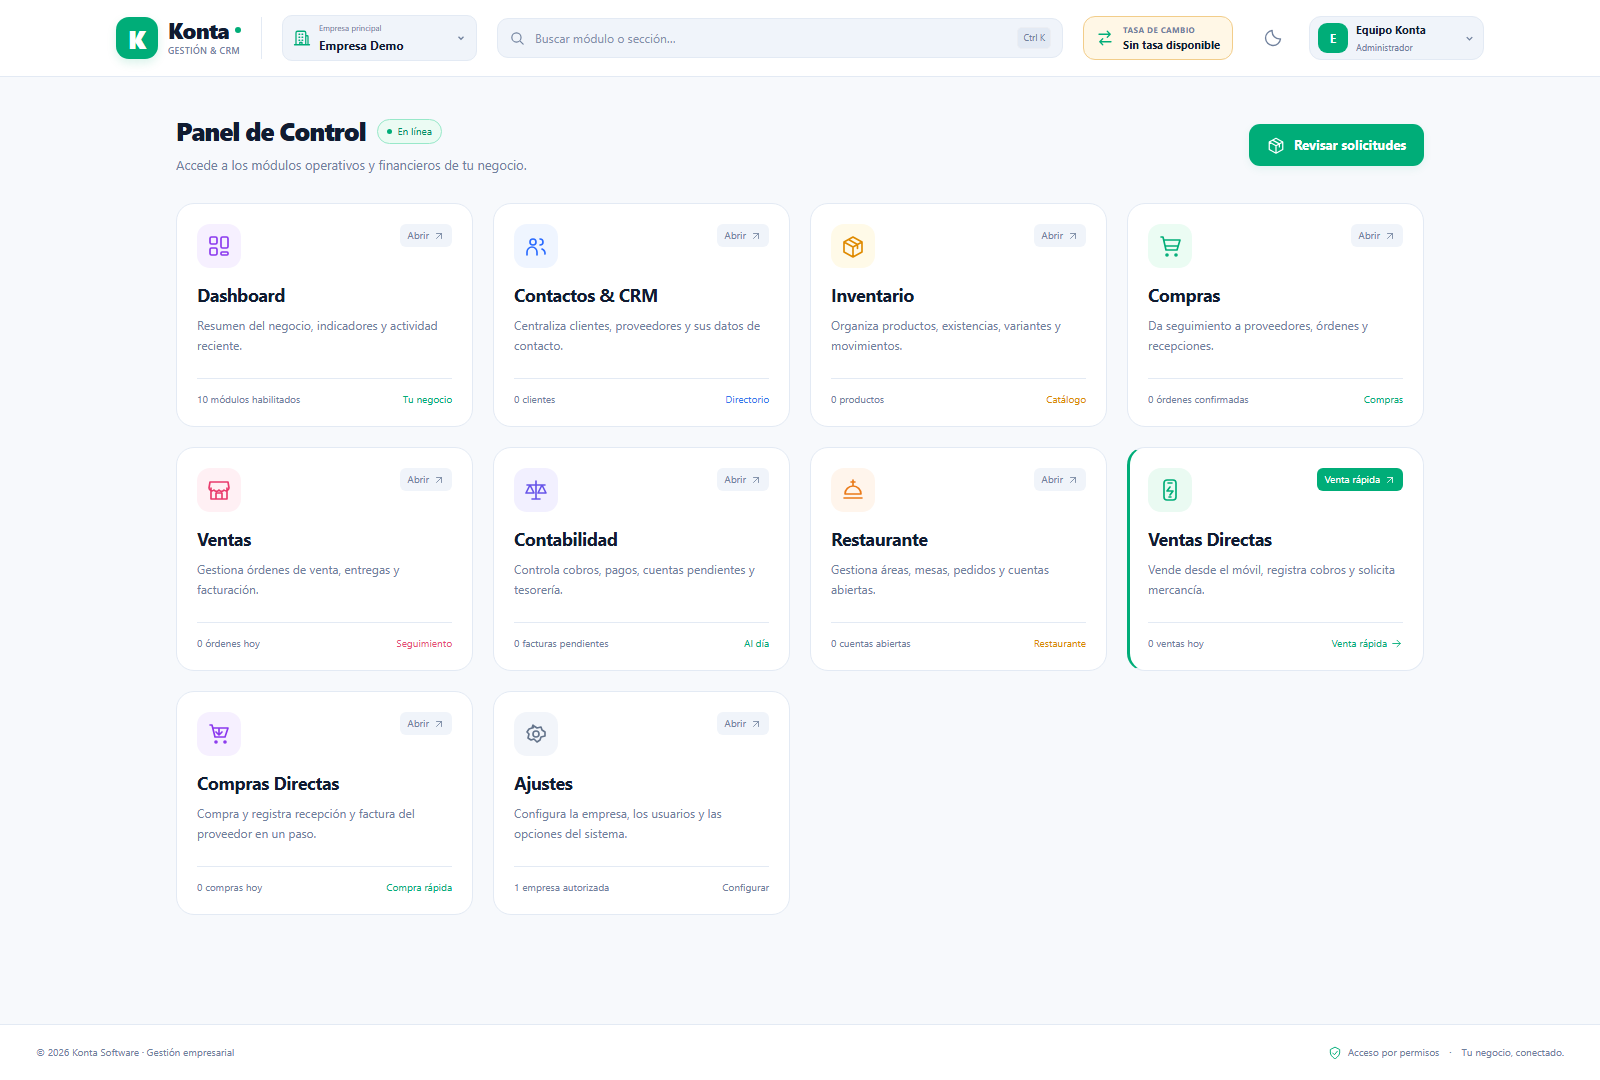 K
Konta
GESTIÓN & CRM
Empresa principal
Empresa Demo
Buscar módulo o sección...
Ctrl K
TASA DE CAMBIO
Sin tasa disponible
E
Equipo Konta
Administrador
Panel de Control
En línea
Accede a los módulos operativos y financieros de tu negocio.
Revisar solicitudes
Abrir
Dashboard
Resumen del negocio, indicadores y actividad
reciente.
10 módulos habilitados
Tu negocio
Abrir
Contactos & CRM
Centraliza clientes, proveedores y sus datos de
contacto.
0 clientes
Directorio
Abrir
Inventario
Organiza productos, existencias, variantes y
movimientos.
0 productos
Catálogo
Abrir
Compras
Da seguimiento a proveedores, órdenes y
recepciones.
0 órdenes confirmadas
Compras
Abrir
Ventas
Gestiona órdenes de venta, entregas y
facturación.
0 órdenes hoy
Seguimiento
Abrir
Contabilidad
Controla cobros, pagos, cuentas pendientes y
tesorería.
0 facturas pendientes
Al día
Abrir
Restaurante
Gestiona áreas, mesas, pedidos y cuentas
abiertas.
0 cuentas abiertas
Restaurante
Venta rápida
Ventas Directas
Vende desde el móvil, registra cobros y solicita
mercancía.
0 ventas hoy
Venta rápida →
Abrir
Compras Directas
Compra y registra recepción y factura del
proveedor en un paso.
0 compras hoy
Compra rápida
Abrir
Ajustes
Configura la empresa, los usuarios y las
opciones del sistema.
1 empresa autorizada
Configurar
© 2026 Konta Software · Gestión empresarial
Acceso por permisos · Tu negocio, conectado.